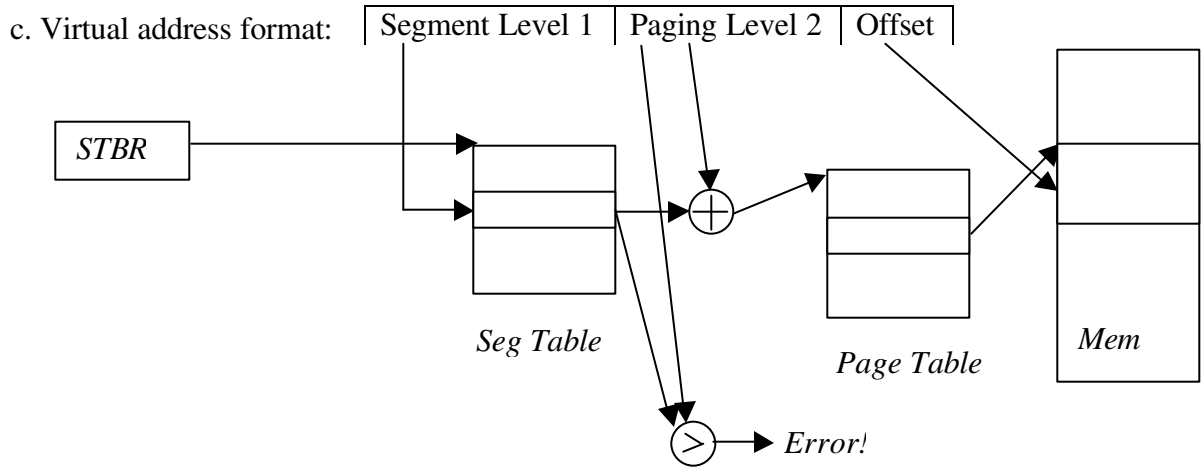 c. Virtual address format: Segment Level 1 Paging Level 2 Offset
STBR
Seg Table
Page Table
Mem
+
>
Error!